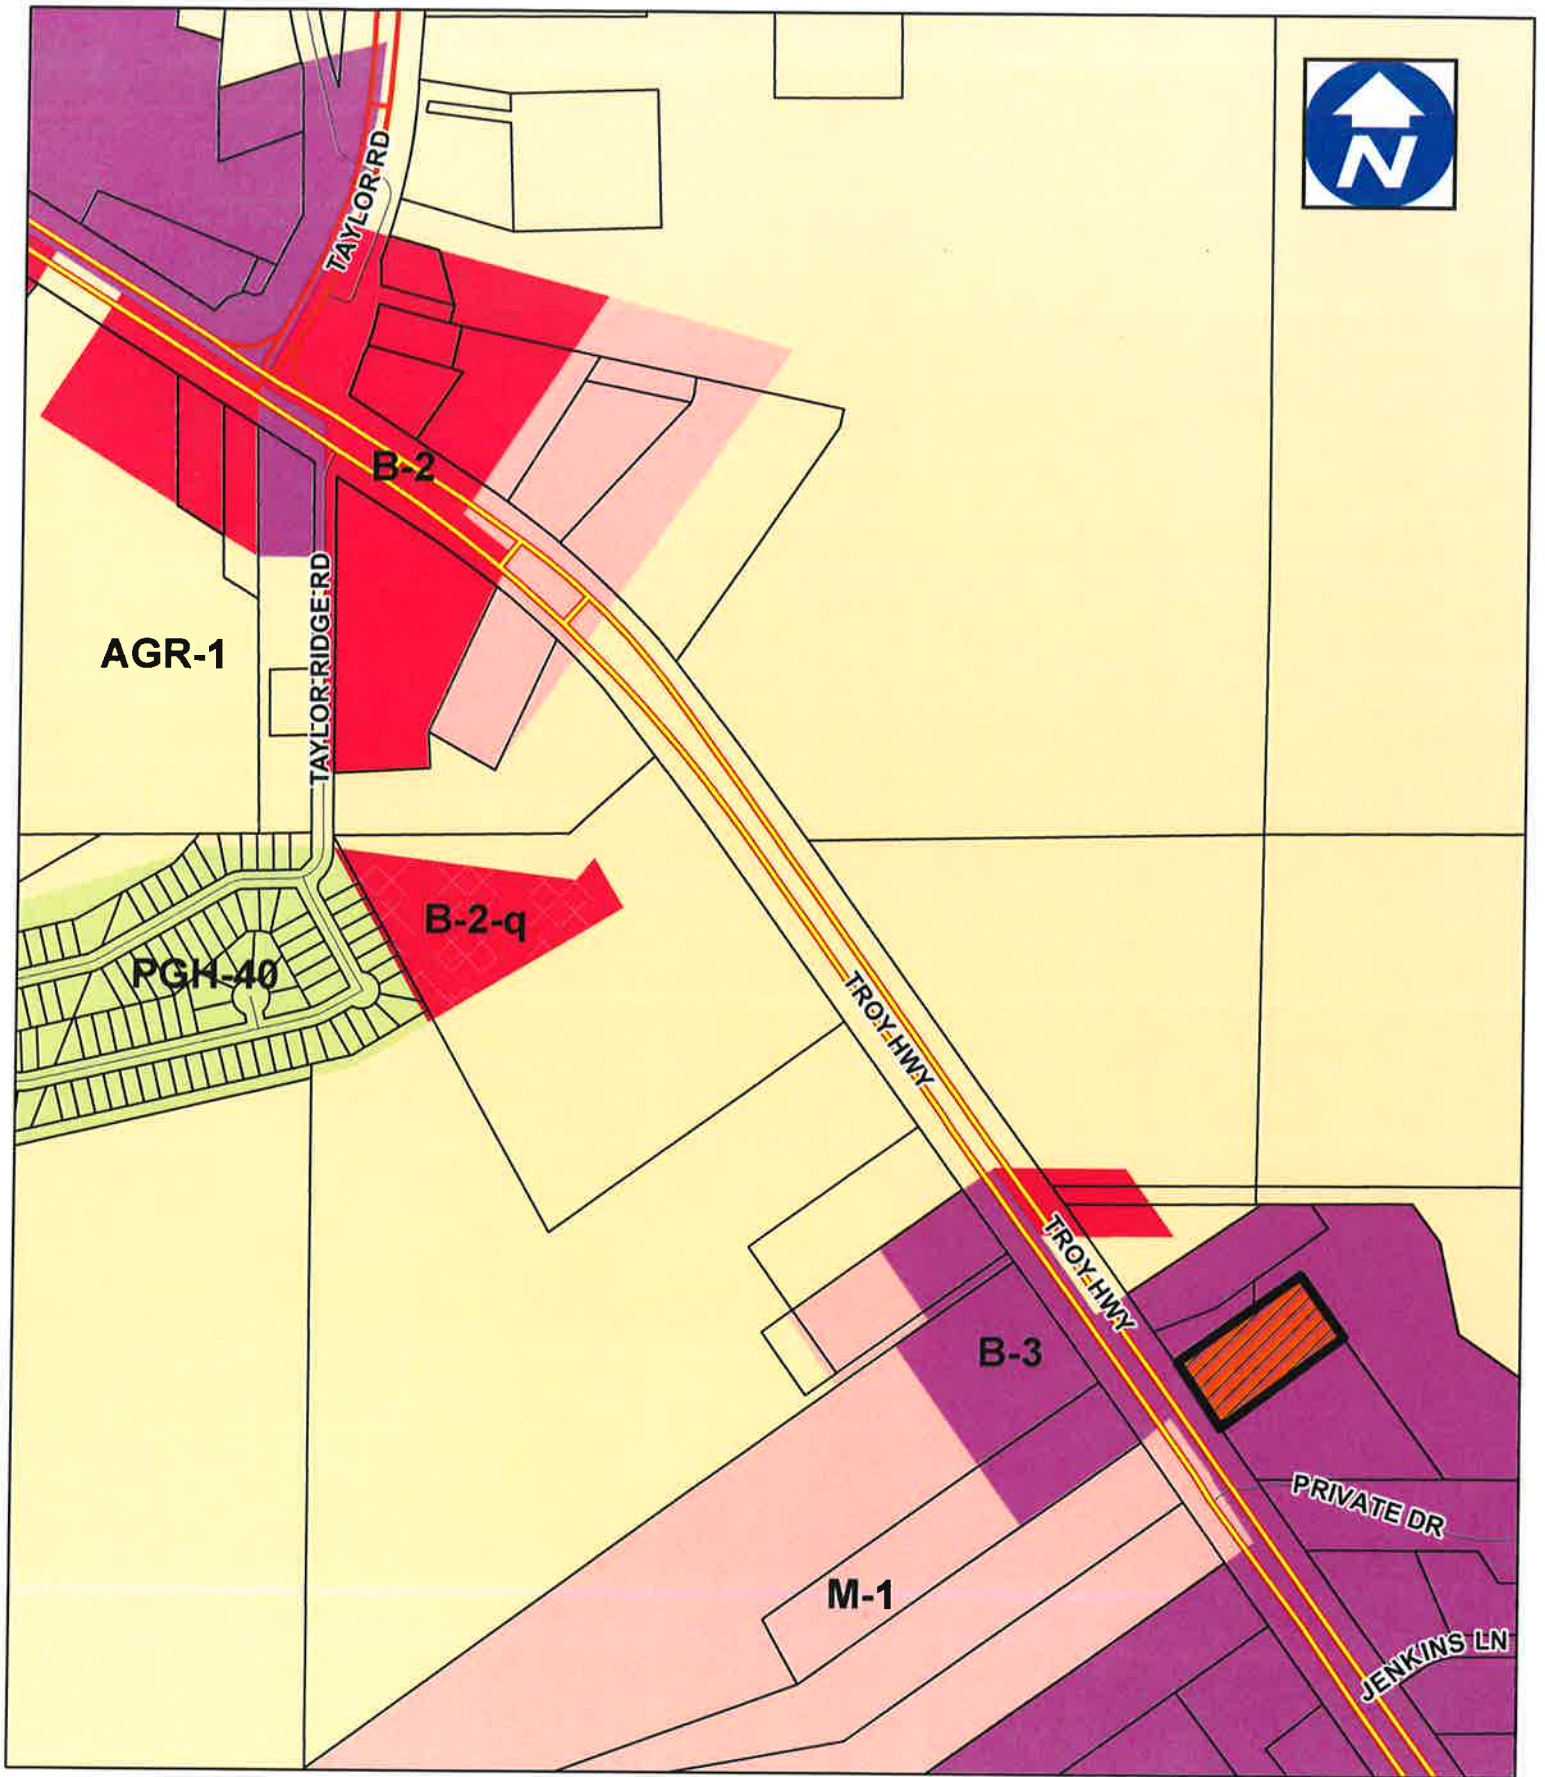 N
TAYLOR RD
B-2
TAYLOR RIDGE RD
AGR-1
B-2-q
PGH-40
TROY HWY
TROY HWY
B-3
PRIVATE DR
M-1
JENKINS LN